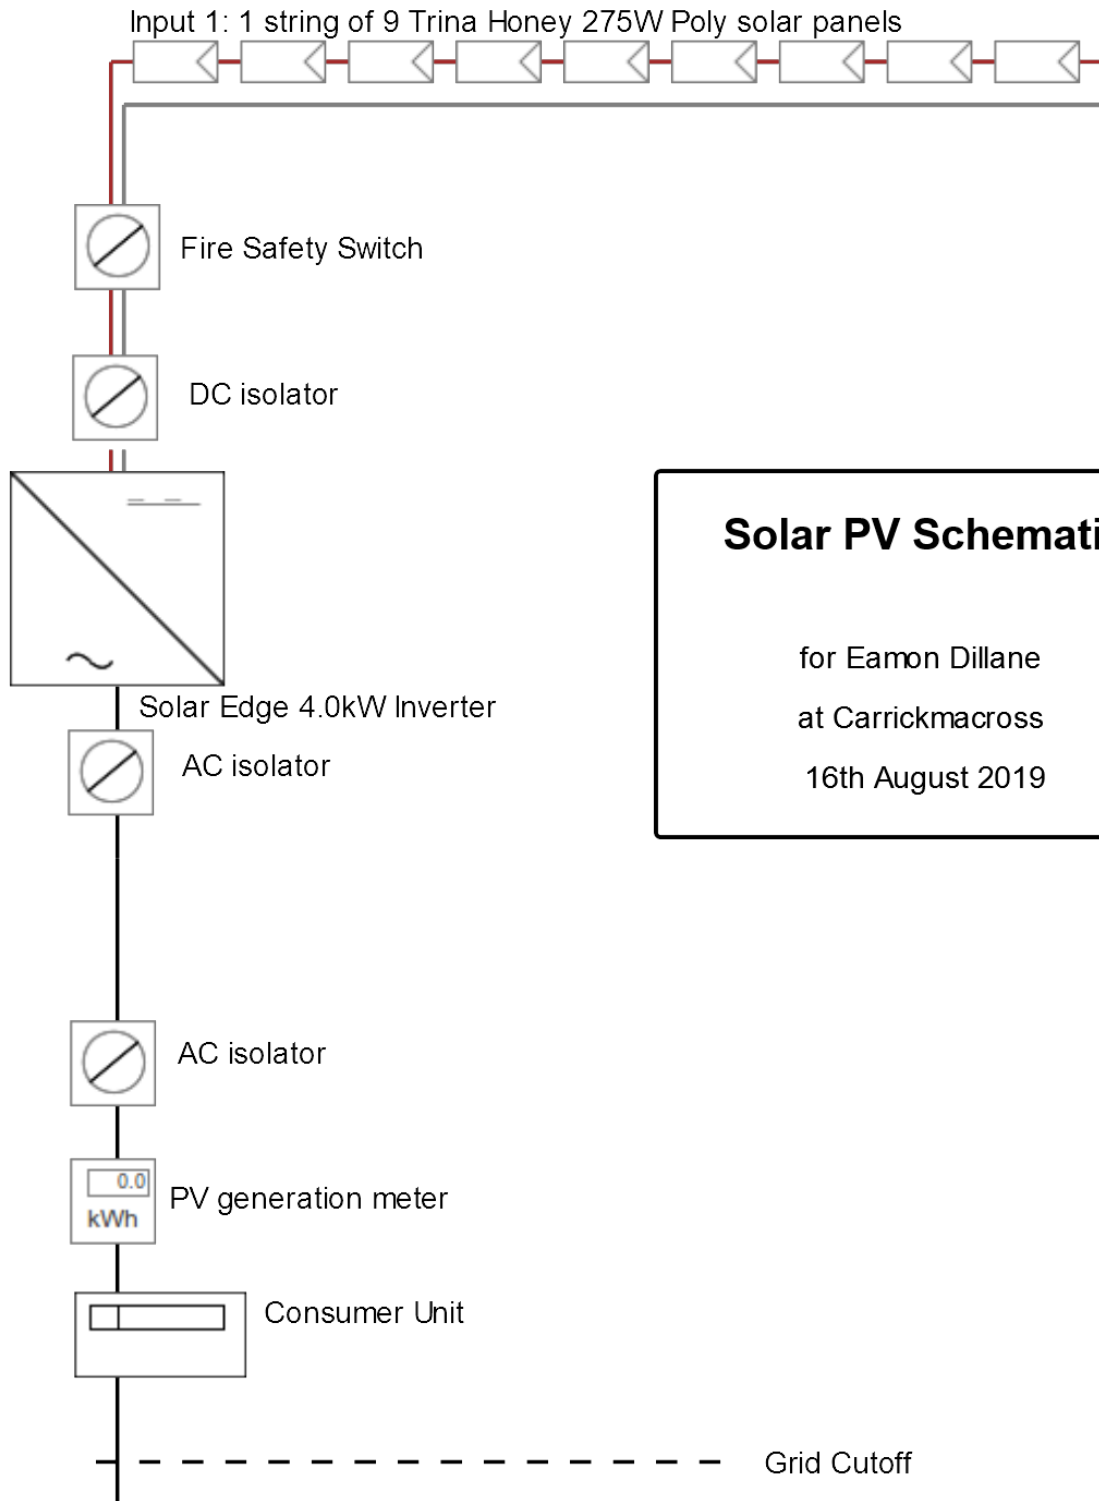 Input 1: 1 string of 9 Trina Honey 275W Poly solar panels
Fire Safety Switch
DC isolator
Solar PV Schemati
for Eamon Dillane
at Carrickmacross
16th August 2019
Solar Edge 4.0kW Inverter
AC isolator
AC isolator
0.0
kWh
PV generation meter
Consumer Unit
Grid Cutoff